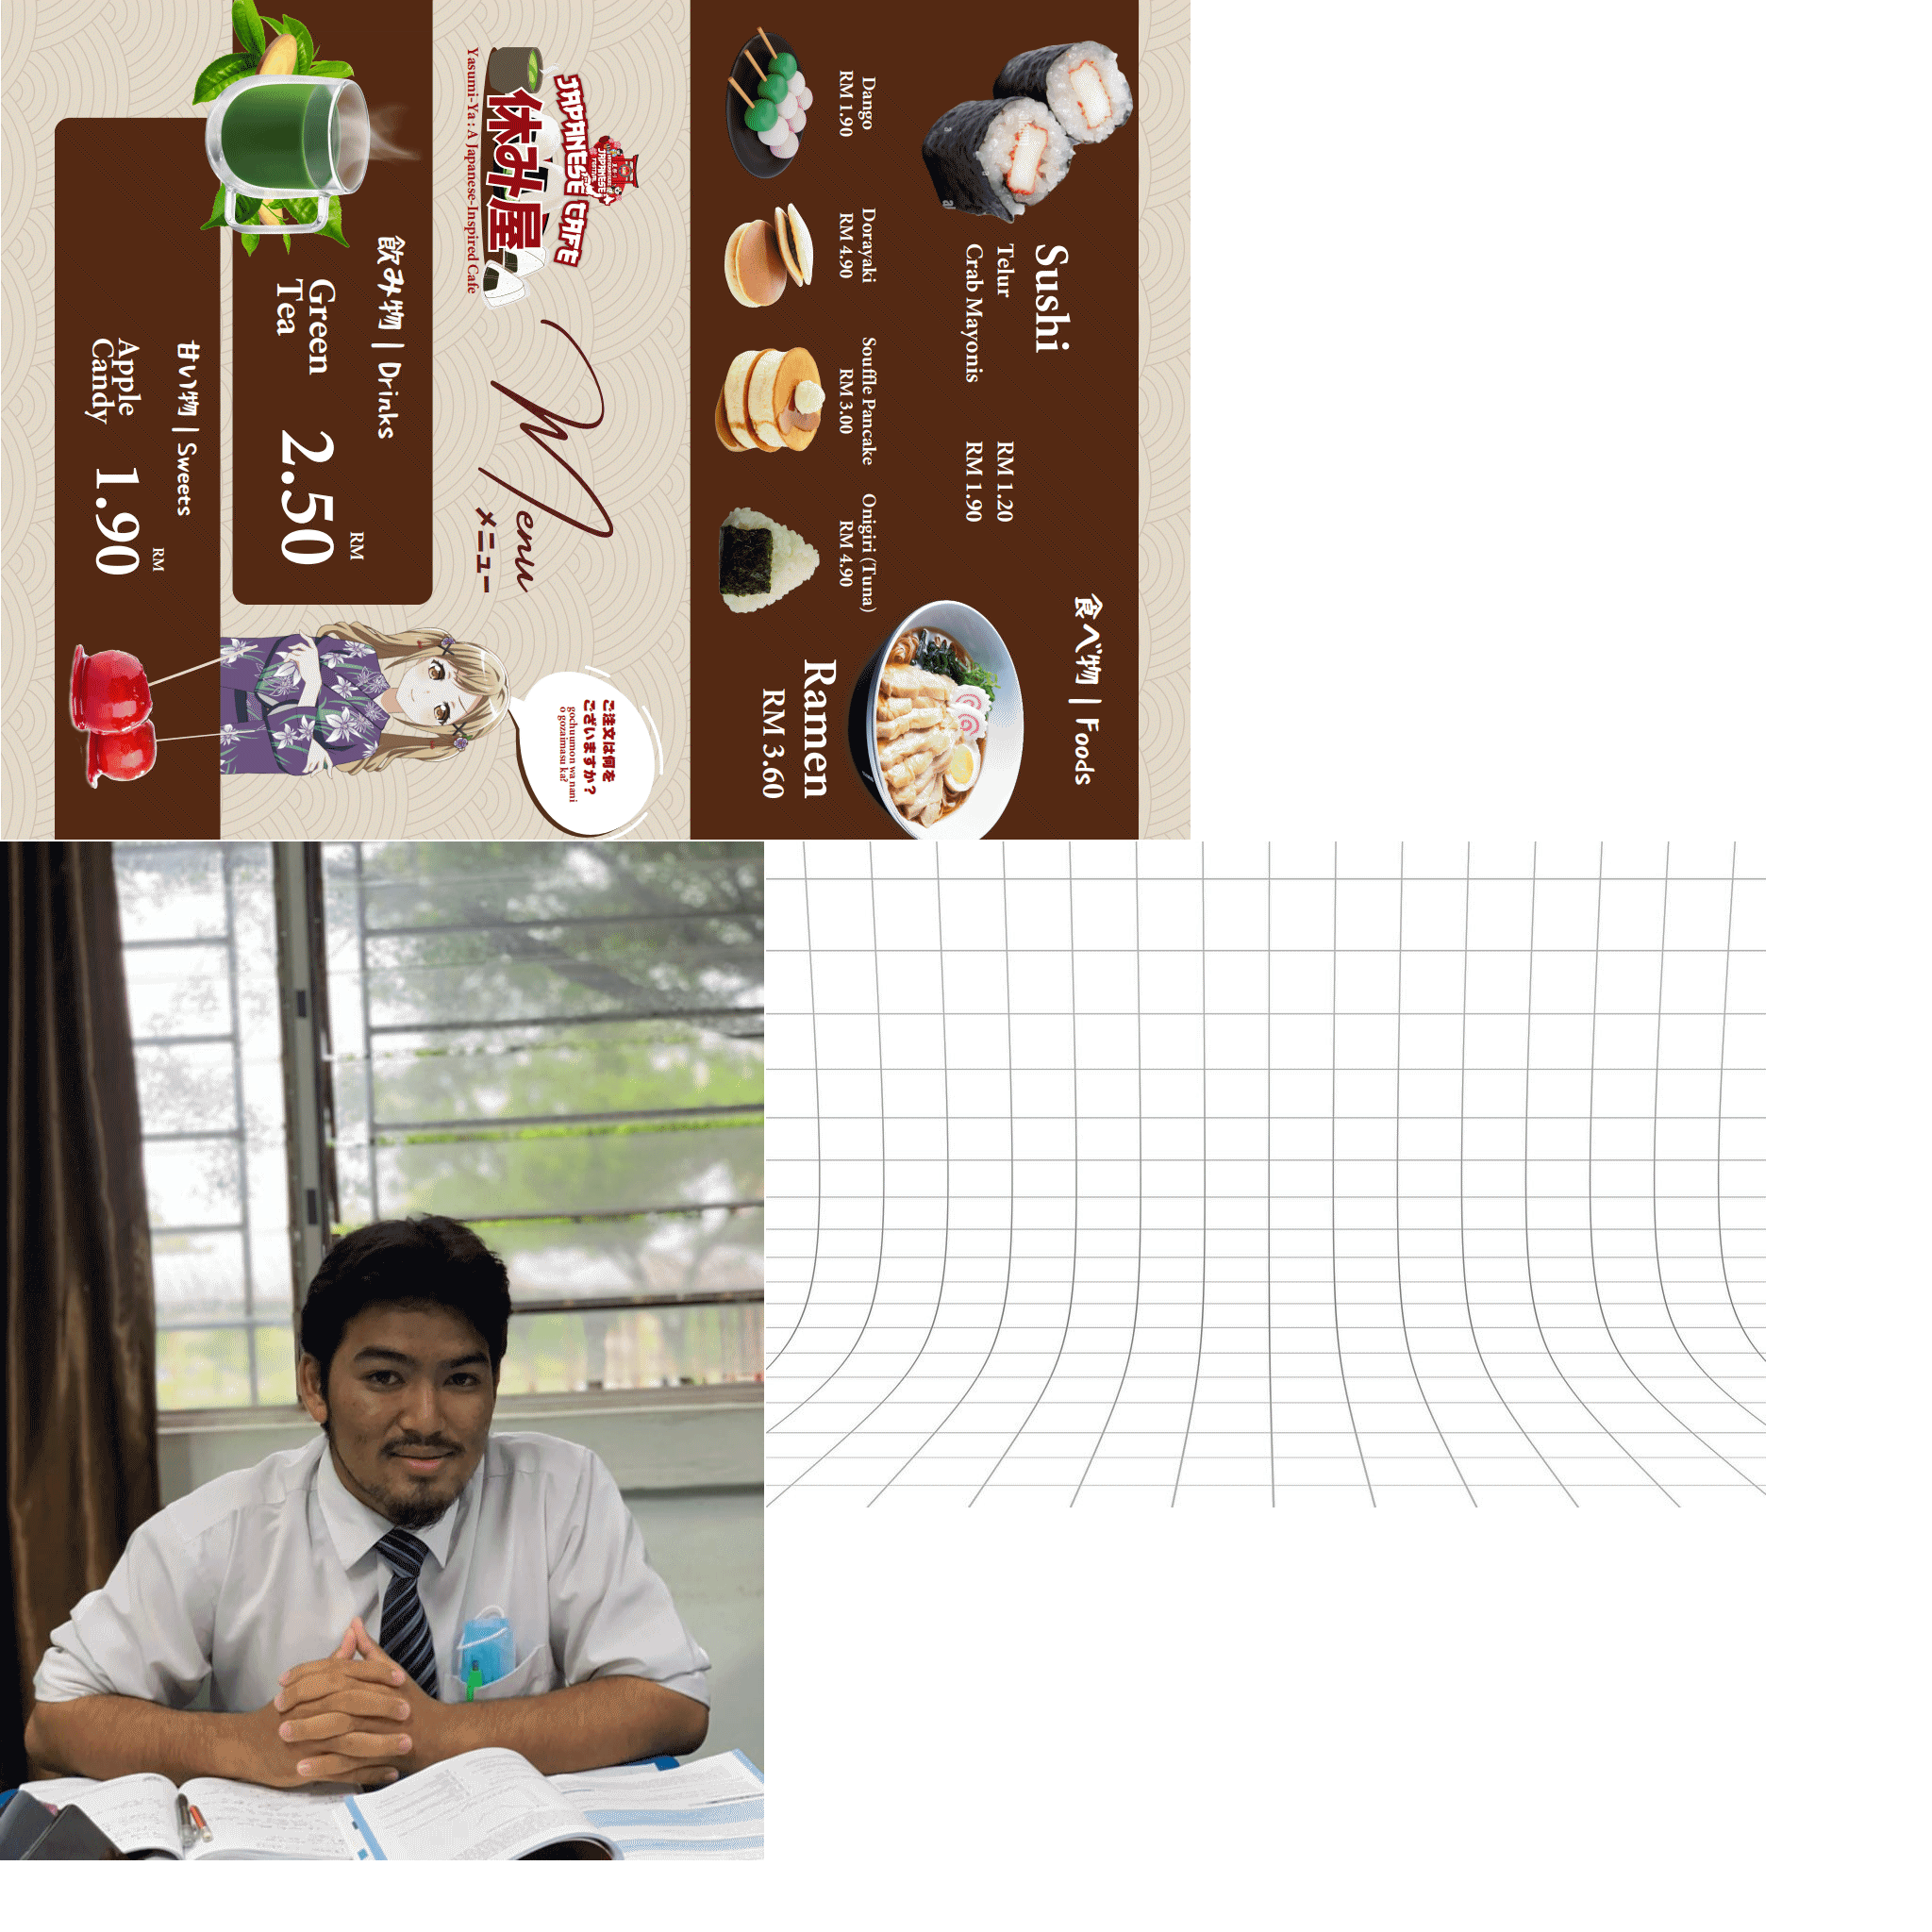 食べ物 | Foods
Sushi
Telur RM 1.20
Crab Mayonis RM 1.90
Dango
RM 1.90
Dorayaki
RM 4.90
Souffle Pancake
RM 3.00
Onigiri (Tuna)
RM 4.90
Ramen
RM 3.60
JAPANESE
JAPANESE CAFE
休み屋
Yasumi-Ya : A Japanese-Inspired Cafe
Menu
メニュー
ご注文は何を
ございますか?
gochuumon wa nani
o gozaimasu ka?
飲み物 | Drinks
Green
Tea
RM
2.50
甘い物 | Sweets
Apple
Candy
RM
1.90